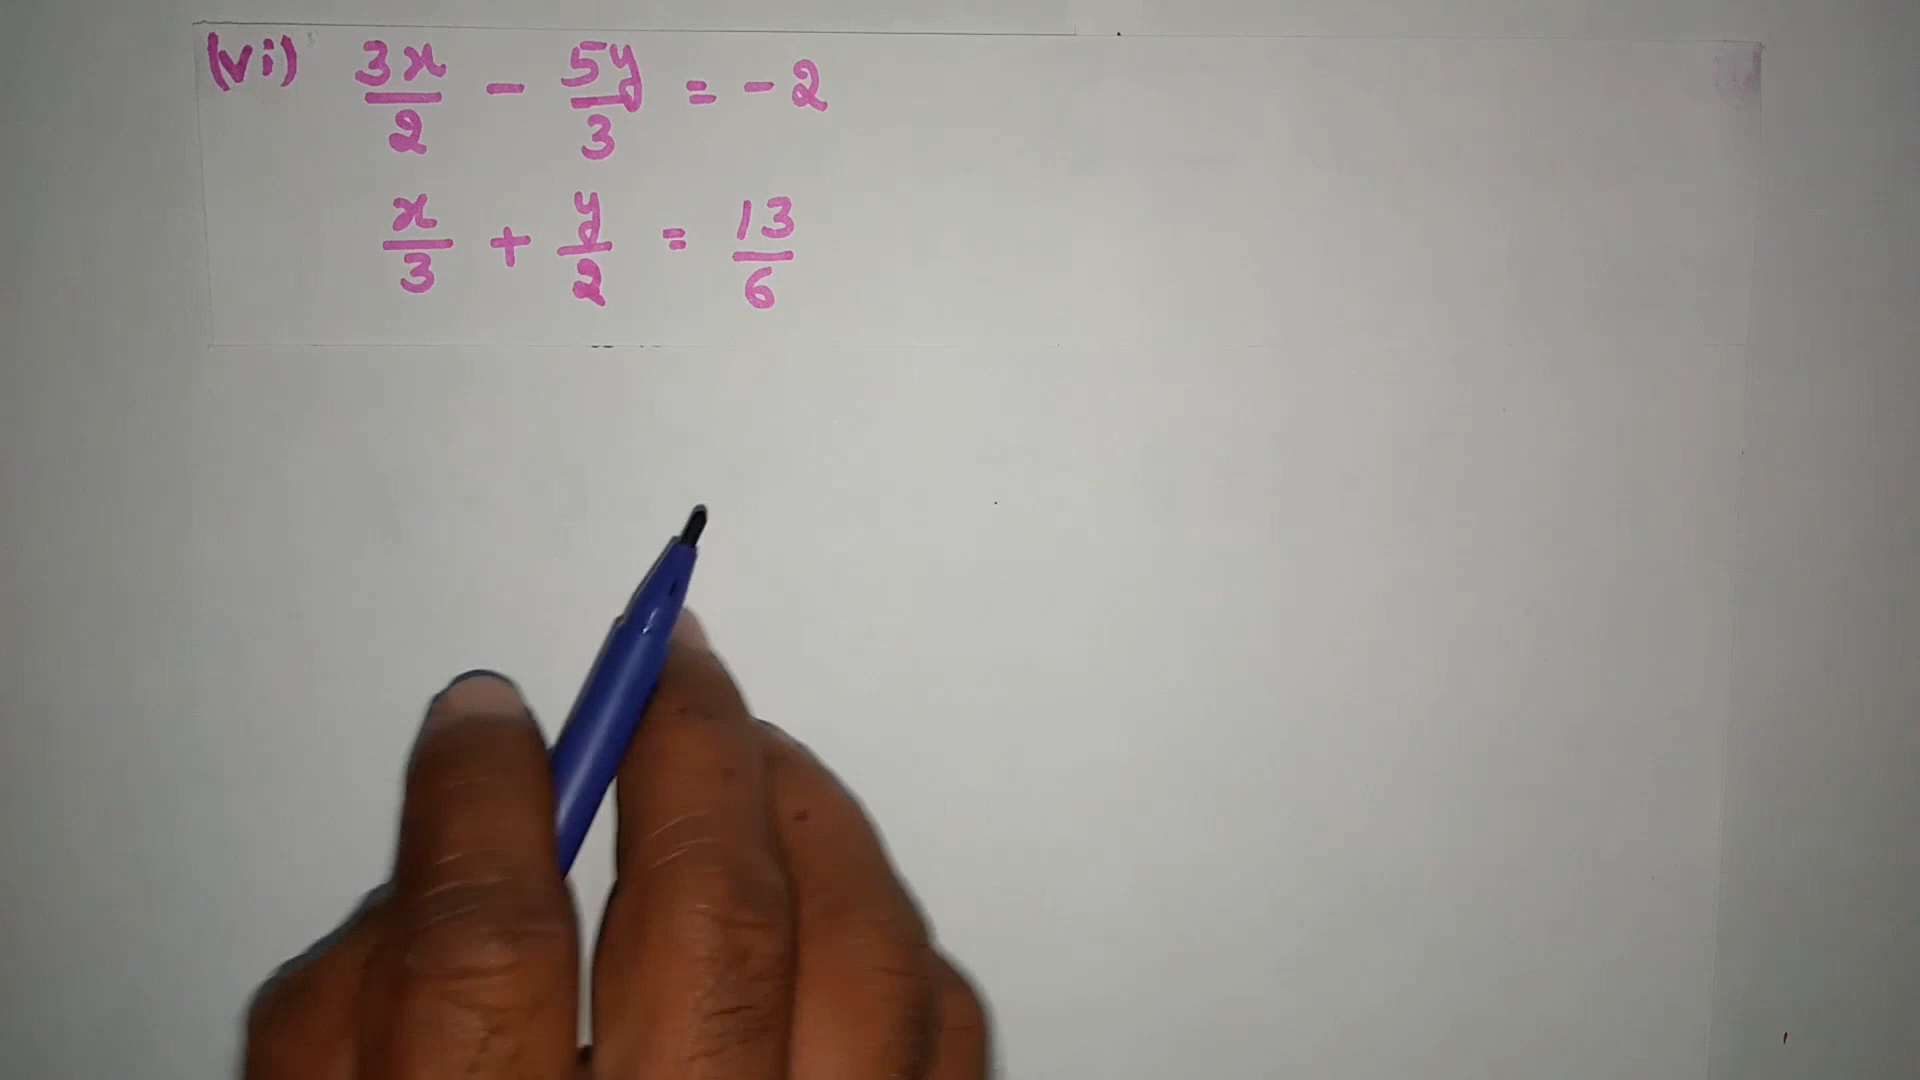 (vi) 3x/2 - 5y/3 = -2
x/3 + y/2 = 13/6